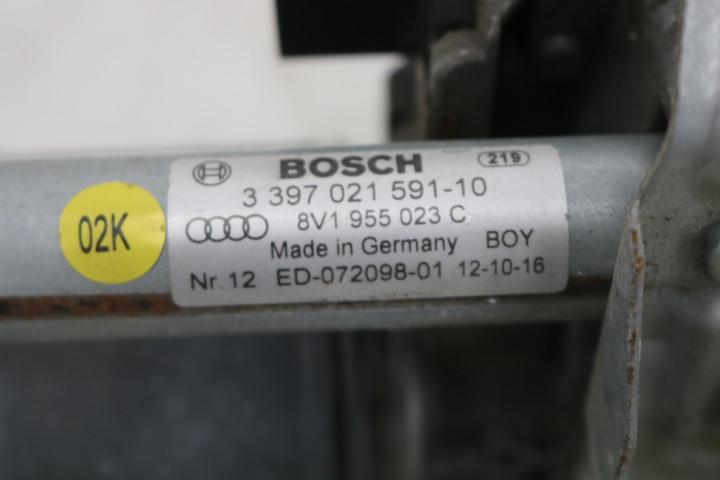 BOSCH 219
3 397 021 591-10
8V1 955 023 C
Made in Germany BOY
Nr. 12 ED-072098-01 12-10-16
02K